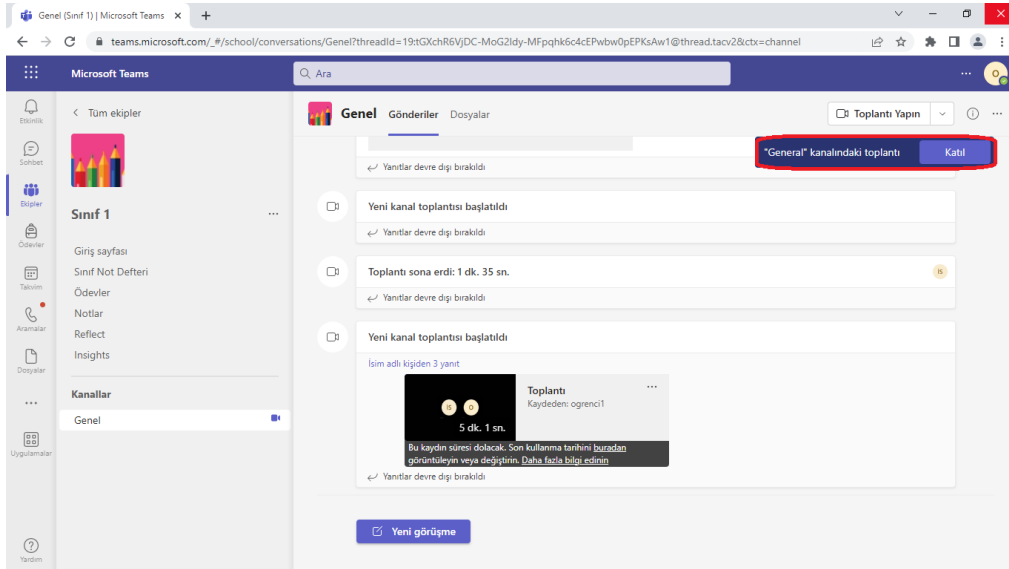 Genel (Sınıf 1) | Microsoft Teams
teams.microsoft.com/_#/school/conversations/Genel?threadId=19:tGXchR6VjDC-MoG2ldy-MFpqhk6c4cEPwbw0pEPKsAw1@thread.tacv2&ctx=channel
Microsoft Teams
Ara
O
Etkinlik
Sohbet
Ekipler
Ödevler
Takvim
Aramalar
Dosyalar
Uygulamalar
Yardım
Tüm ekipler
Sınıf 1
Giriş sayfası
Sınıf Not Defteri
Ödevler
Notlar
Reflect
Insights
Kanallar
Genel
Genel Gönderiler Dosyalar
Toplantı Yapın
"General" kanalındaki toplantı Katıl
Yanıtlar devre dışı bırakıldı
Yeni kanal toplantısı başlatıldı
Yanıtlar devre dışı bırakıldı
Toplantı sona erdi: 1 dk. 35 sn.
IS
Yanıtlar devre dışı bırakıldı
Yeni kanal toplantısı başlatıldı
İsim adlı kişiden 3 yanıt
IS O
5 dk. 1 sn.
Toplantı
Kaydeden: ogrenci1
Bu kaydın süresi dolacak. Son kullanma tarihini buradan
görüntüleyin veya değiştirin. Daha fazla bilgi edinin
Yanıtlar devre dışı bırakıldı
Yeni görüşme